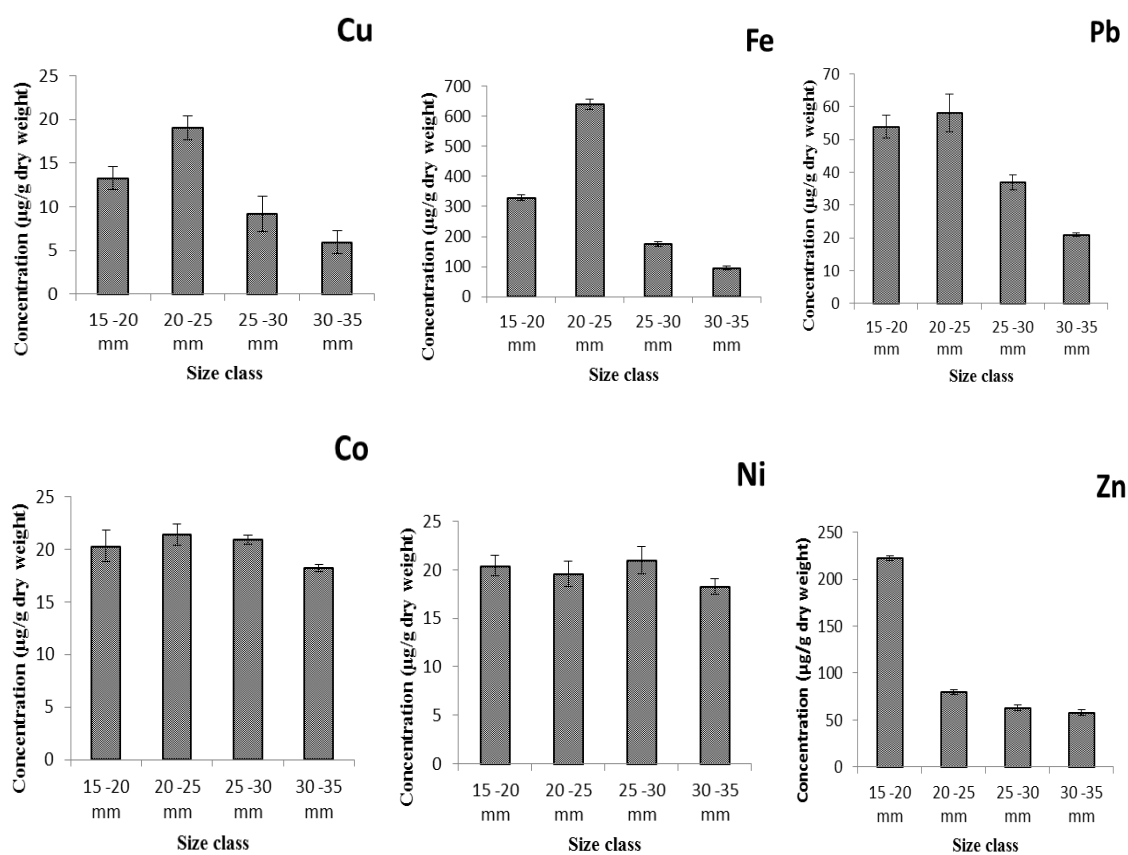 Cu
Concentration (µg/g dry weight)
25
20
15
10
5
0
15 -20 20 -25 25 -30 30 -35
mm mm mm mm
Size class
Fe
Concentration (µg/g dry weight)
700
600
500
400
300
200
100
0
15 -20 20 -25 25 -30 30 -35
mm mm mm mm
Size class
Pb
Concentration (µg/g dry weight)
70
60
50
40
30
20
10
0
15 -20 20 -25 25 -30 30 -35
mm mm mm mm
Size class
Co
Concentration (µg/g dry weight)
25
20
15
10
5
0
15 -20 20 -25 25 -30 30 -35
mm mm mm mm
Size class
Ni
Concentration (µg/g dry weight)
25
20
15
10
5
0
15 -20 20 -25 25 -30 30 -35
mm mm mm mm
Size class
Zn
Concentration (µg/g dry weight)
250
200
150
100
50
0
15 -20 20 -25 25 -30 30 -35
mm mm mm mm
Size class